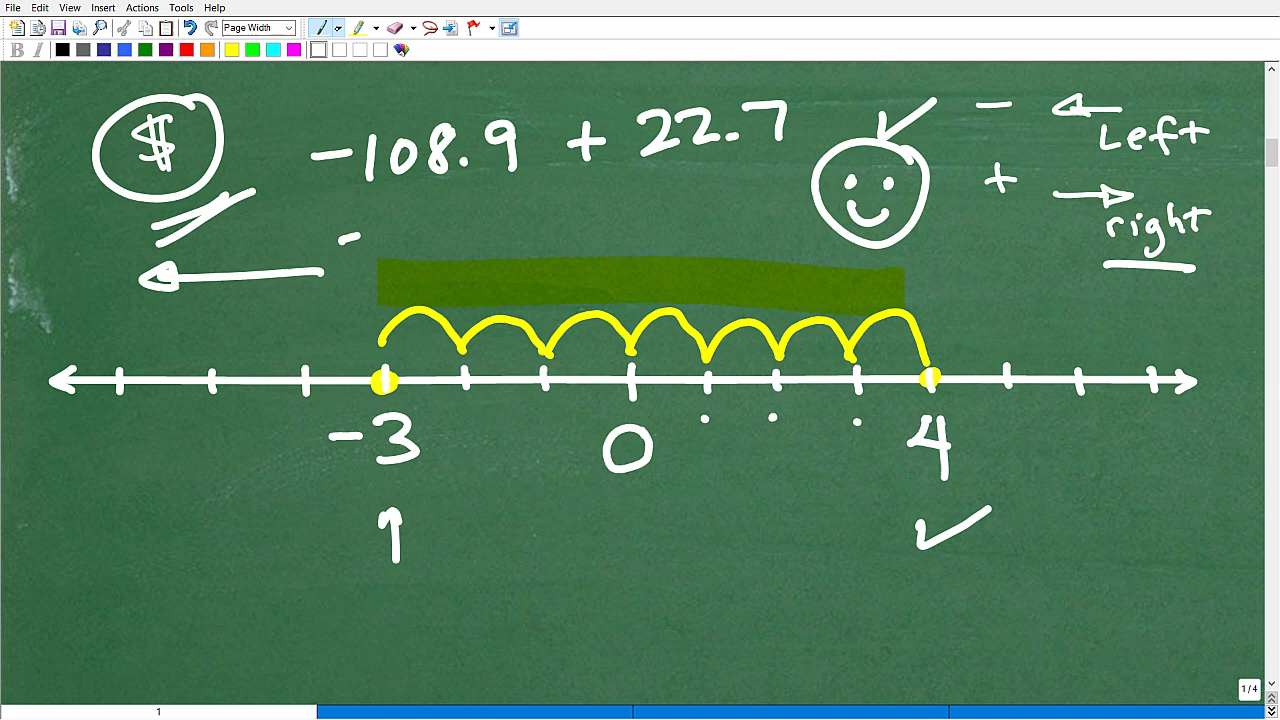 File Edit View Insert Actions Tools Help
Page Width
B I
$ -108.9 + 22.7 - Left
+ right
-
-3 0 4
1/4
1